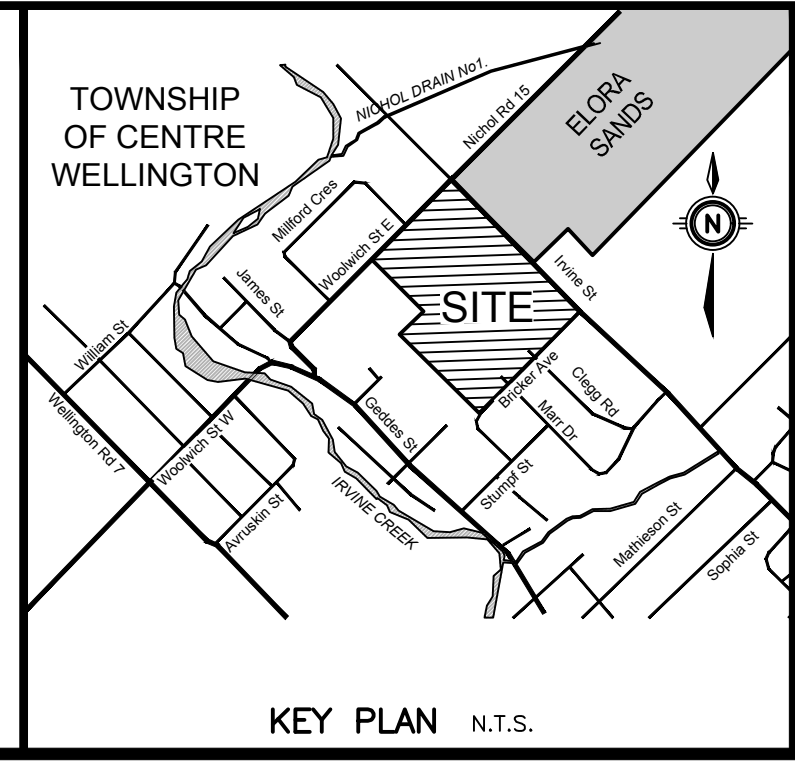 TOWNSHIP
OF CENTRE
WELLINGTON
NICHOL DRAIN No1.
Nichol Rd 15
ELORA
SANDS
Millford Cres
Woolwich St E
N
James St
Irvine St
SITE
William St
Bricker Ave
Clegg Rd
Wellington Rd 7
Woolwich St W
Geddes St
Marr Dr
Stumpf St
IRVINE CREEK
Avruskin St
Mathieson St
Sophia St
KEY PLAN N.T.S.